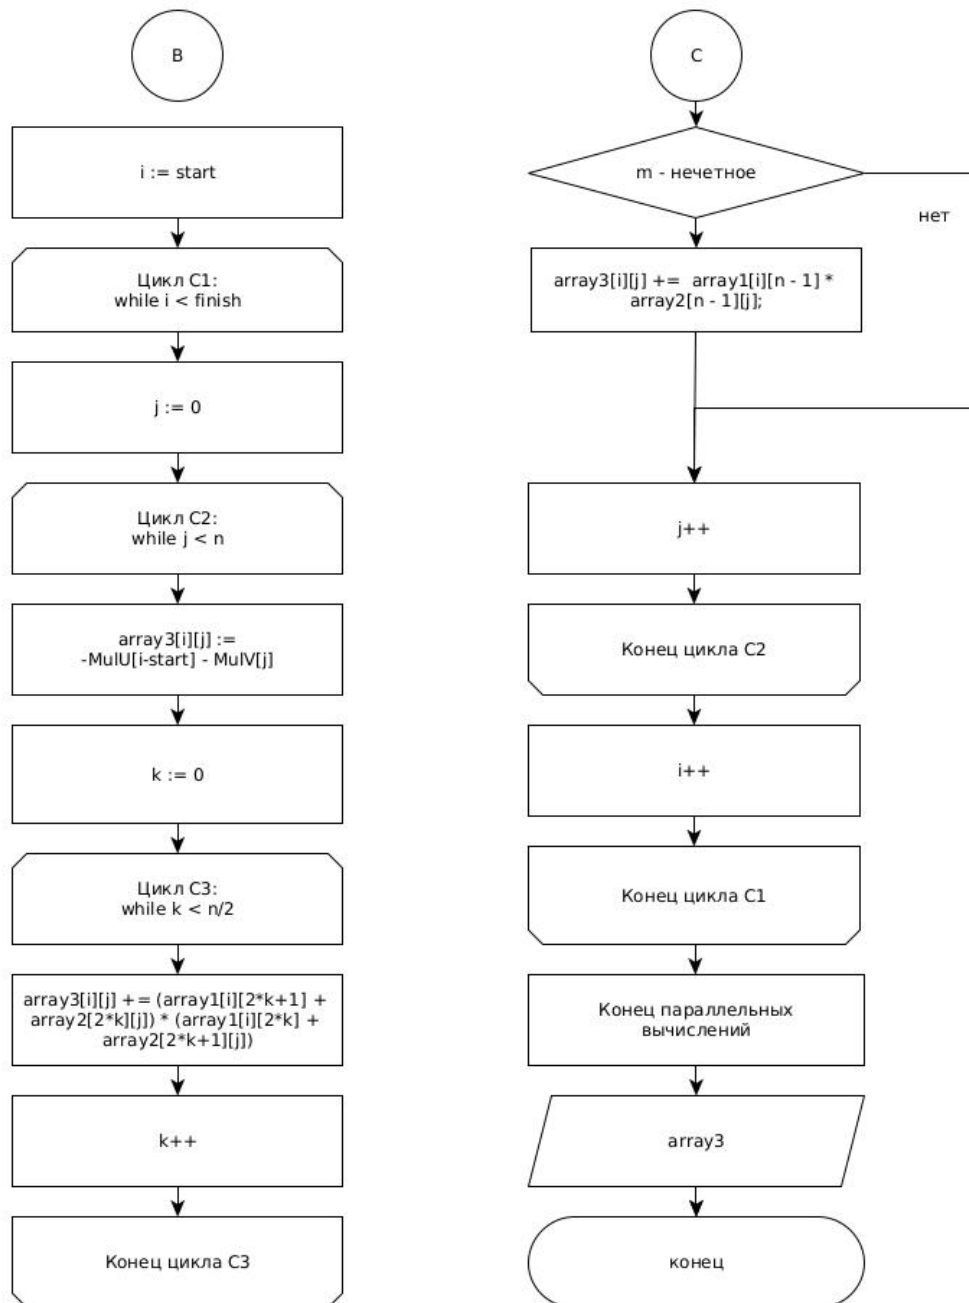 B
i := start
Цикл C1:
while i < finish
j := 0
Цикл C2:
while j < n
array3[i][j] :=
-MulU[i-start] - MulV[j]
k := 0
Цикл C3:
while k < n/2
array3[i][j] += (array1[i][2*k+1] +
array2[2*k][j]) * (array1[i][2*k] +
array2[2*k+1][j])
k++
Конец цикла C3
C
m - нечетное
нет
array3[i][j] += array1[i][n - 1] *
array2[n - 1][j];
j++
Конец цикла C2
i++
Конец цикла C1
Конец параллельных
вычислений
array3
конец